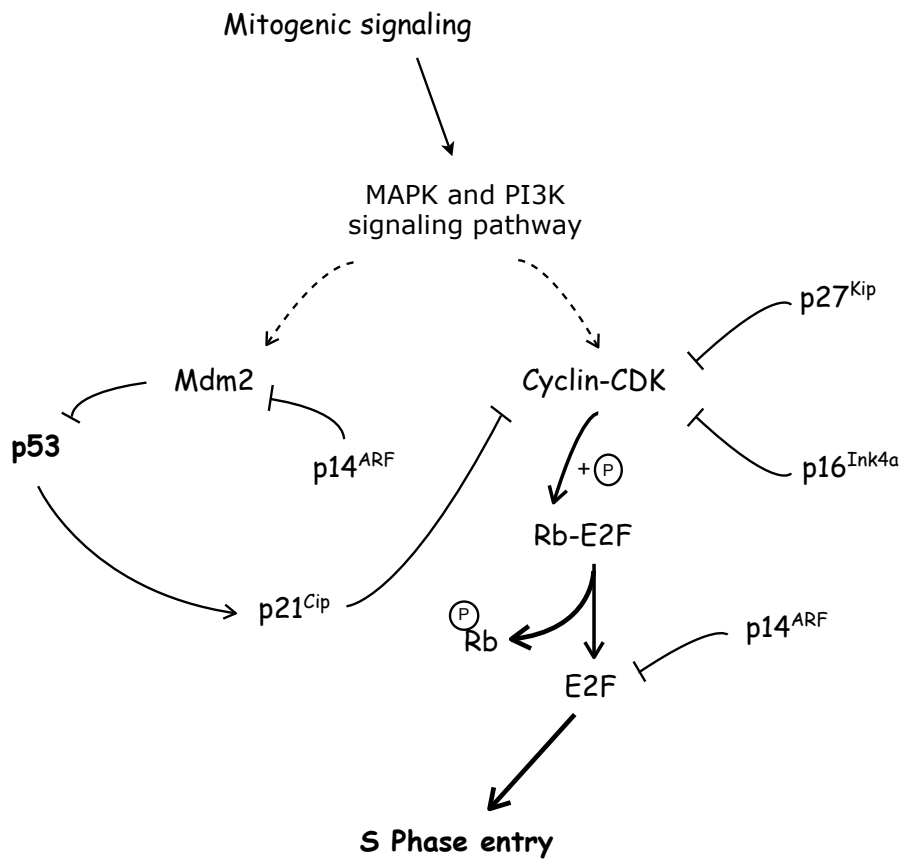 Mitogenic signaling
MAPK and PI3K
signaling pathway
p27Kip
Mdm2
Cyclin-CDK
p53
p14ARF
+ P
p16Ink4a
Rb-E2F
p21Cip
P
Rb
p14ARF
E2F
S Phase entry